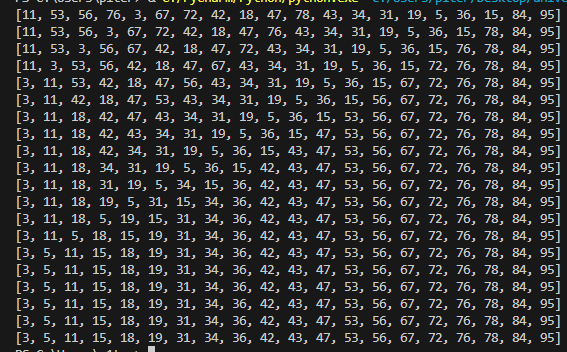 [11, 53, 56, 76, 3, 67, 72, 42, 18, 47, 78, 43, 34, 31, 19, 5, 36, 15, 84, 95]
[11, 53, 56, 3, 67, 72, 42, 18, 47, 76, 43, 34, 31, 19, 5, 36, 15, 78, 84, 95]
[11, 53, 3, 56, 67, 42, 18, 47, 72, 43, 34, 31, 19, 5, 36, 15, 76, 78, 84, 95]
[11, 3, 53, 56, 42, 18, 47, 67, 43, 34, 31, 19, 5, 36, 15, 72, 76, 78, 84, 95]
[3, 11, 53, 42, 18, 47, 56, 43, 34, 31, 19, 5, 36, 15, 67, 72, 76, 78, 84, 95]
[3, 11, 42, 18, 47, 53, 43, 34, 31, 19, 5, 36, 15, 56, 67, 72, 76, 78, 84, 95]
[3, 11, 18, 42, 47, 43, 34, 31, 19, 5, 36, 15, 53, 56, 67, 72, 76, 78, 84, 95]
[3, 11, 18, 42, 43, 34, 31, 19, 5, 36, 15, 47, 53, 56, 67, 72, 76, 78, 84, 95]
[3, 11, 18, 42, 34, 31, 19, 5, 36, 15, 43, 47, 53, 56, 67, 72, 76, 78, 84, 95]
[3, 11, 18, 34, 31, 19, 5, 36, 15, 42, 43, 47, 53, 56, 67, 72, 76, 78, 84, 95]
[3, 11, 18, 31, 19, 5, 34, 15, 36, 42, 43, 47, 53, 56, 67, 72, 76, 78, 84, 95]
[3, 11, 18, 19, 5, 31, 15, 34, 36, 42, 43, 47, 53, 56, 67, 72, 76, 78, 84, 95]
[3, 11, 18, 5, 19, 15, 31, 34, 36, 42, 43, 47, 53, 56, 67, 72, 76, 78, 84, 95]
[3, 11, 5, 18, 15, 19, 31, 34, 36, 42, 43, 47, 53, 56, 67, 72, 76, 78, 84, 95]
[3, 5, 11, 15, 18, 19, 31, 34, 36, 42, 43, 47, 53, 56, 67, 72, 76, 78, 84, 95]
[3, 5, 11, 15, 18, 19, 31, 34, 36, 42, 43, 47, 53, 56, 67, 72, 76, 78, 84, 95]
[3, 5, 11, 15, 18, 19, 31, 34, 36, 42, 43, 47, 53, 56, 67, 72, 76, 78, 84, 95]
[3, 5, 11, 15, 18, 19, 31, 34, 36, 42, 43, 47, 53, 56, 67, 72, 76, 78, 84, 95]
[3, 5, 11, 15, 18, 19, 31, 34, 36, 42, 43, 47, 53, 56, 67, 72, 76, 78, 84, 95]
[3, 5, 11, 15, 18, 19, 31, 34, 36, 42, 43, 47, 53, 56, 67, 72, 76, 78, 84, 95]